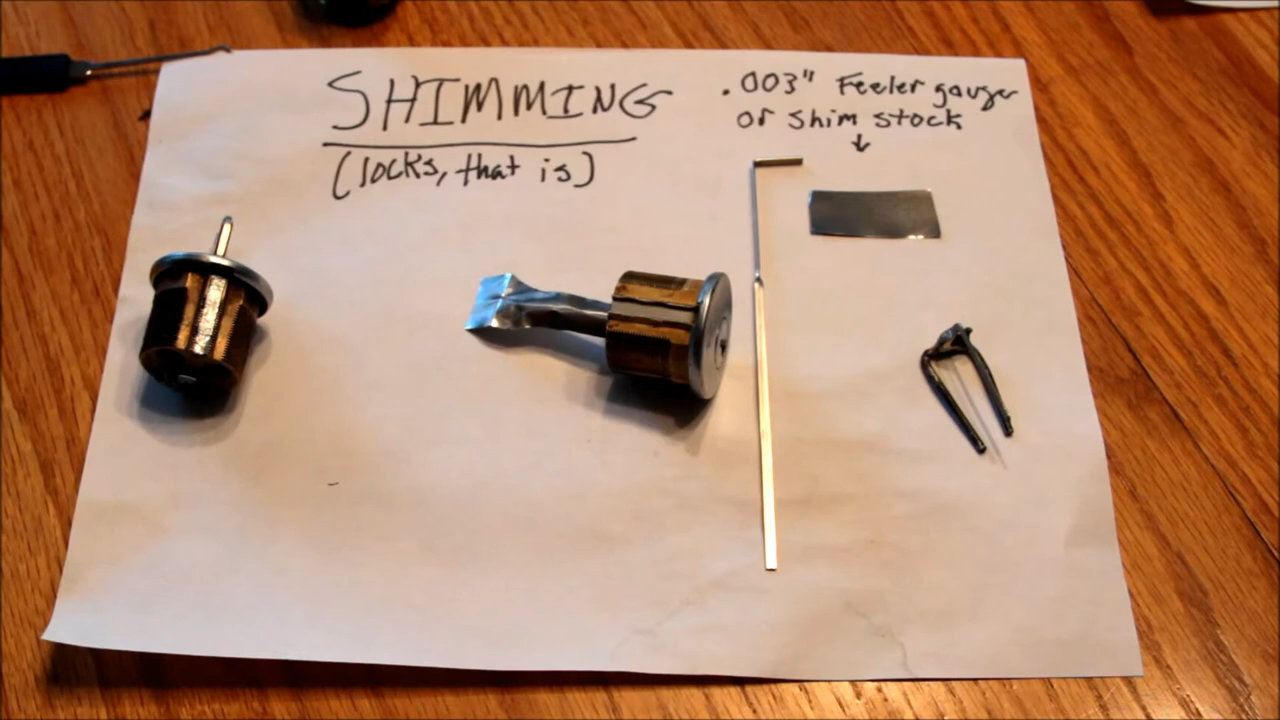 SHIMMING
(locks, that is)
.003" Feeler gauge
or shim stock